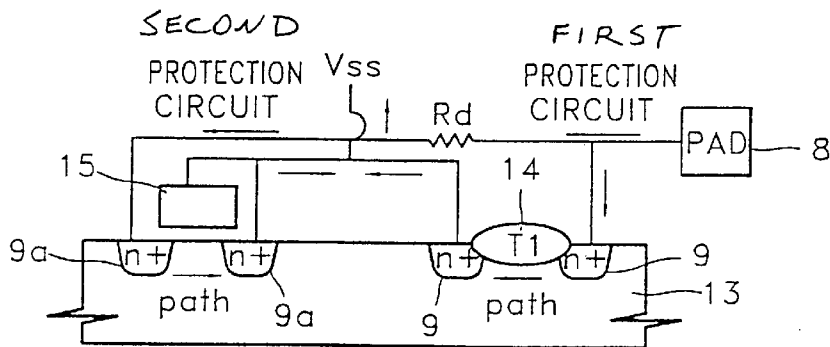 SECOND FIRST
PROTECTION CIRCUIT Vss PROTECTION CIRCUIT
Rd PAD 8
15 14
T1
9a n+ n+ n+ n+ 9
path 9a 9 path 13